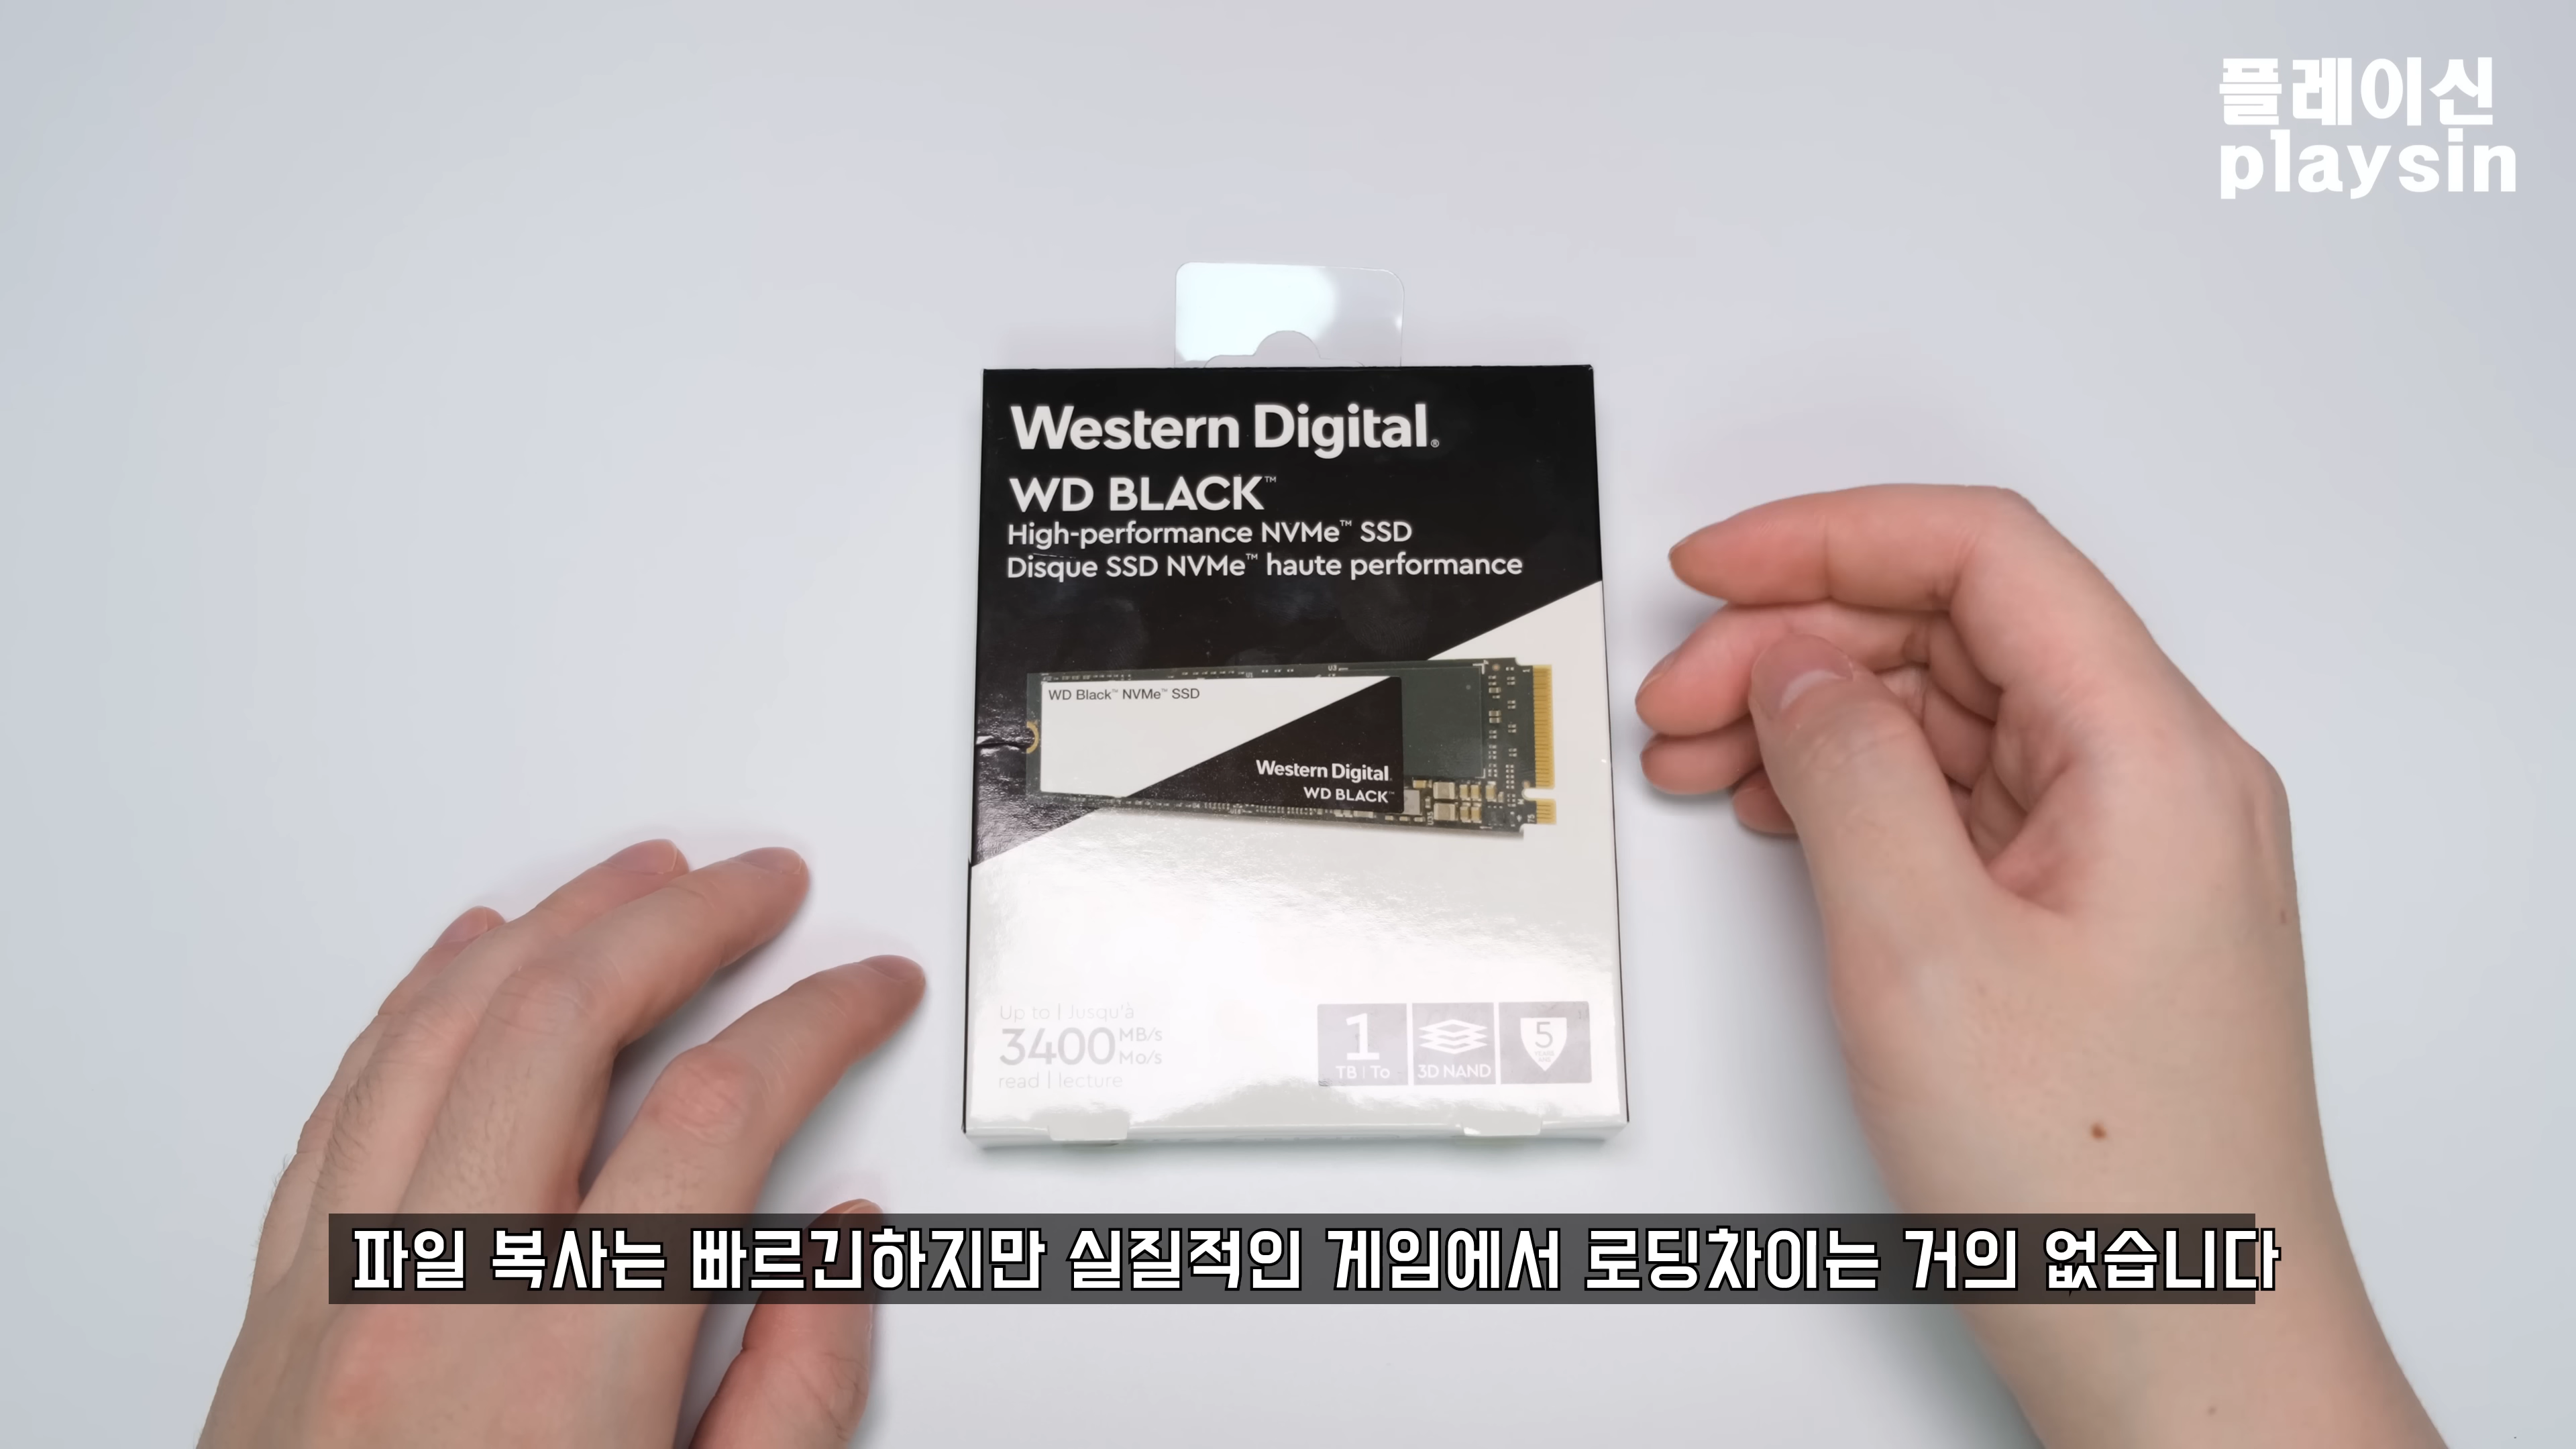 플레이신
playsin
Western Digital®
WD BLACK™
High-performance NVMe™ SSD
Disque SSD NVMe™ haute performance
WD Black™ NVMe™ SSD
Western Digital
WD BLACK
Up to | Jusqu'à
3400 MB/s
Mo/s
read | lecture
1
TB | To
3D NAND
5
파일 복사는 빠르긴하지만 실질적인 게임에서 로딩차이는 거의 없습니다